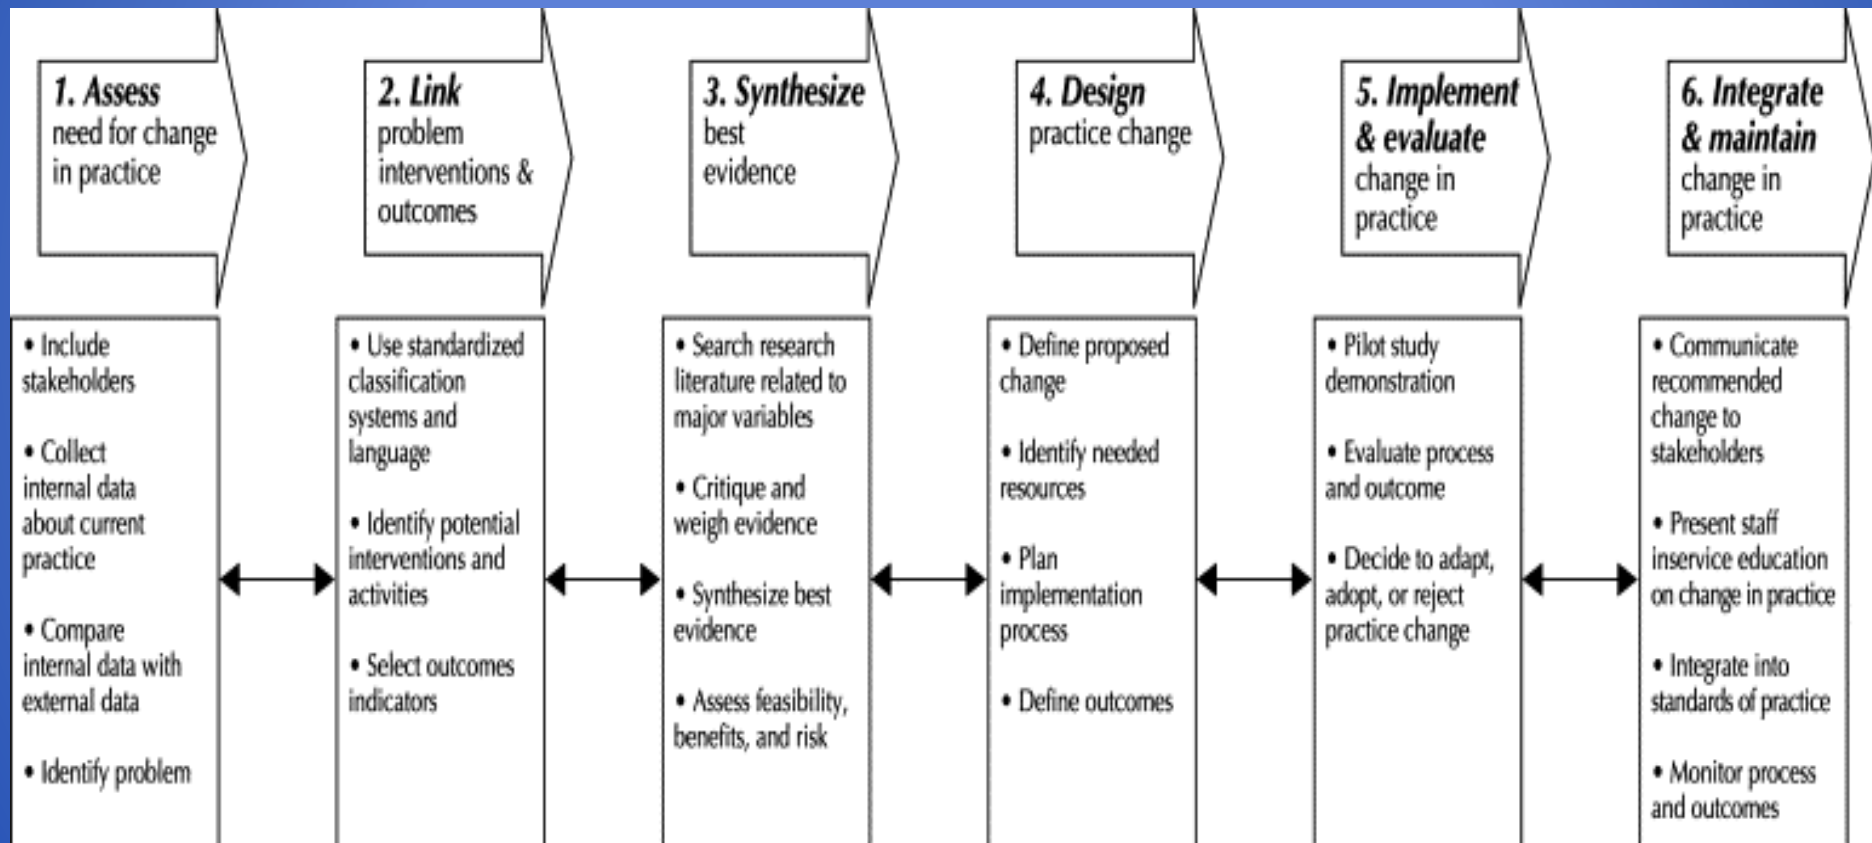 1. Assess
need for change
in practice
2. Link
problem
interventions &
outcomes
3. Synthesize
best
evidence
4. Design
practice change
5. Implement
& evaluate
change in
practice
6. Integrate
& maintain
change in
practice
• Include
stakeholders
• Collect
internal data
about current
practice
• Compare
internal data with
external data
• Identify problem
• Use standardized
classification
systems and
language
• Identify potential
interventions and
activities
• Select outcomes
indicators
• Search research
literature related to
major variables
• Critique and
weigh evidence
• Synthesize best
evidence
• Assess feasibility,
benefits, and risk
• Define proposed
change
• Identify needed
resources
• Plan
implementation
process
• Define outcomes
• Pilot study
demonstration
• Evaluate process
and outcome
• Decide to adapt,
adopt, or reject
practice change
• Communicate
recommended
change to
stakeholders
• Present staff
inservice education
on change in practice
• Integrate into
standards of practice
• Monitor process
and outcomes